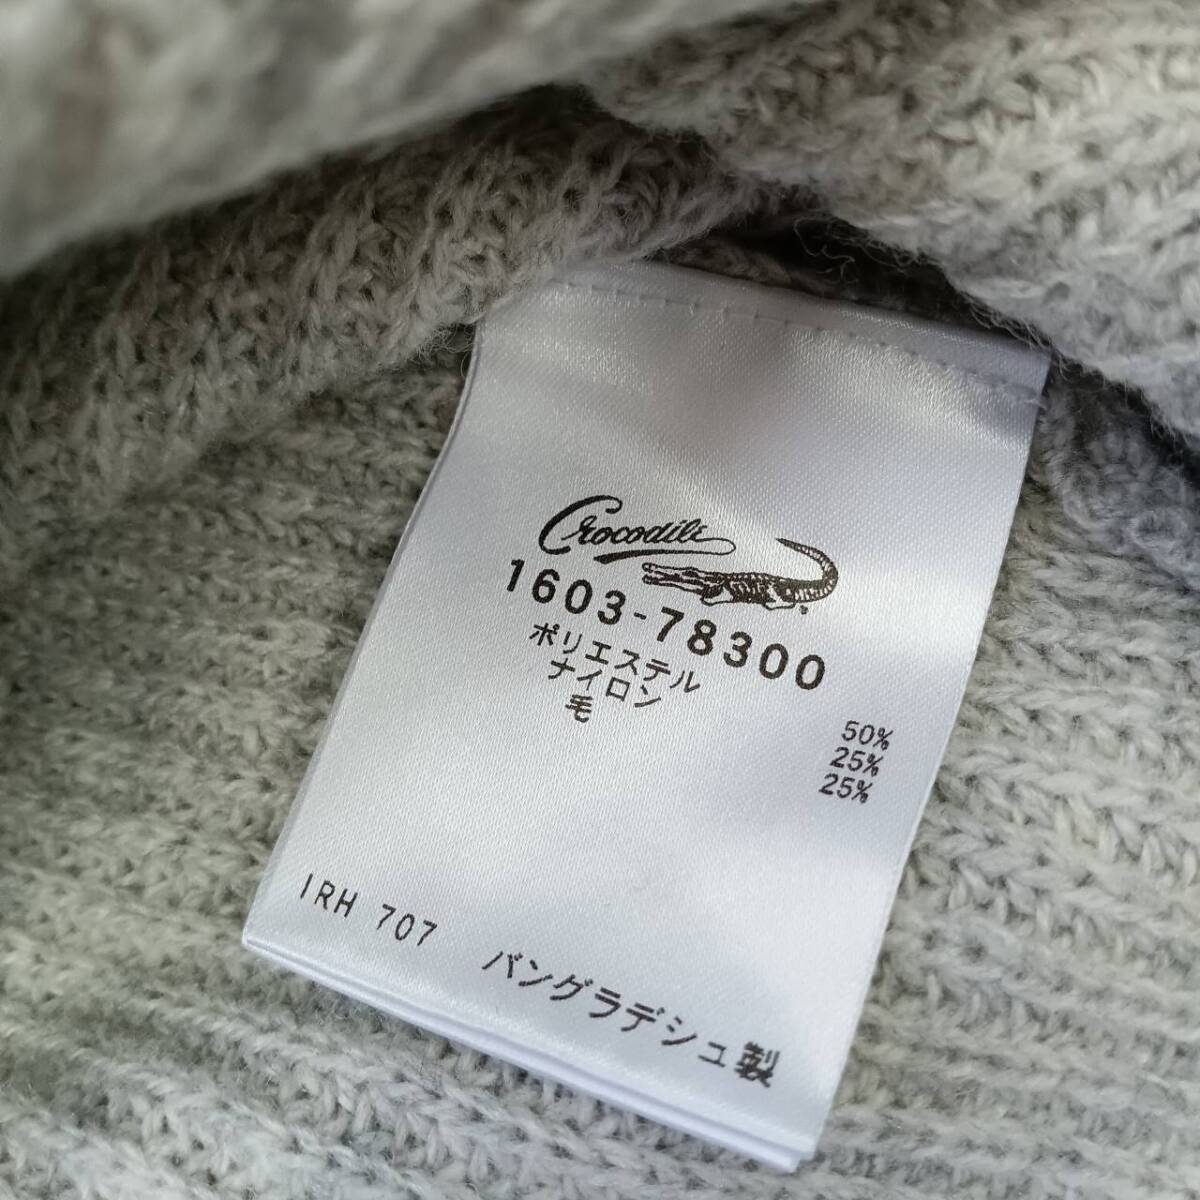 Crocodile
1603-78300
ポリエステル 50%
ナイロン 25%
毛 25%
IRH 707 バングラデシュ製